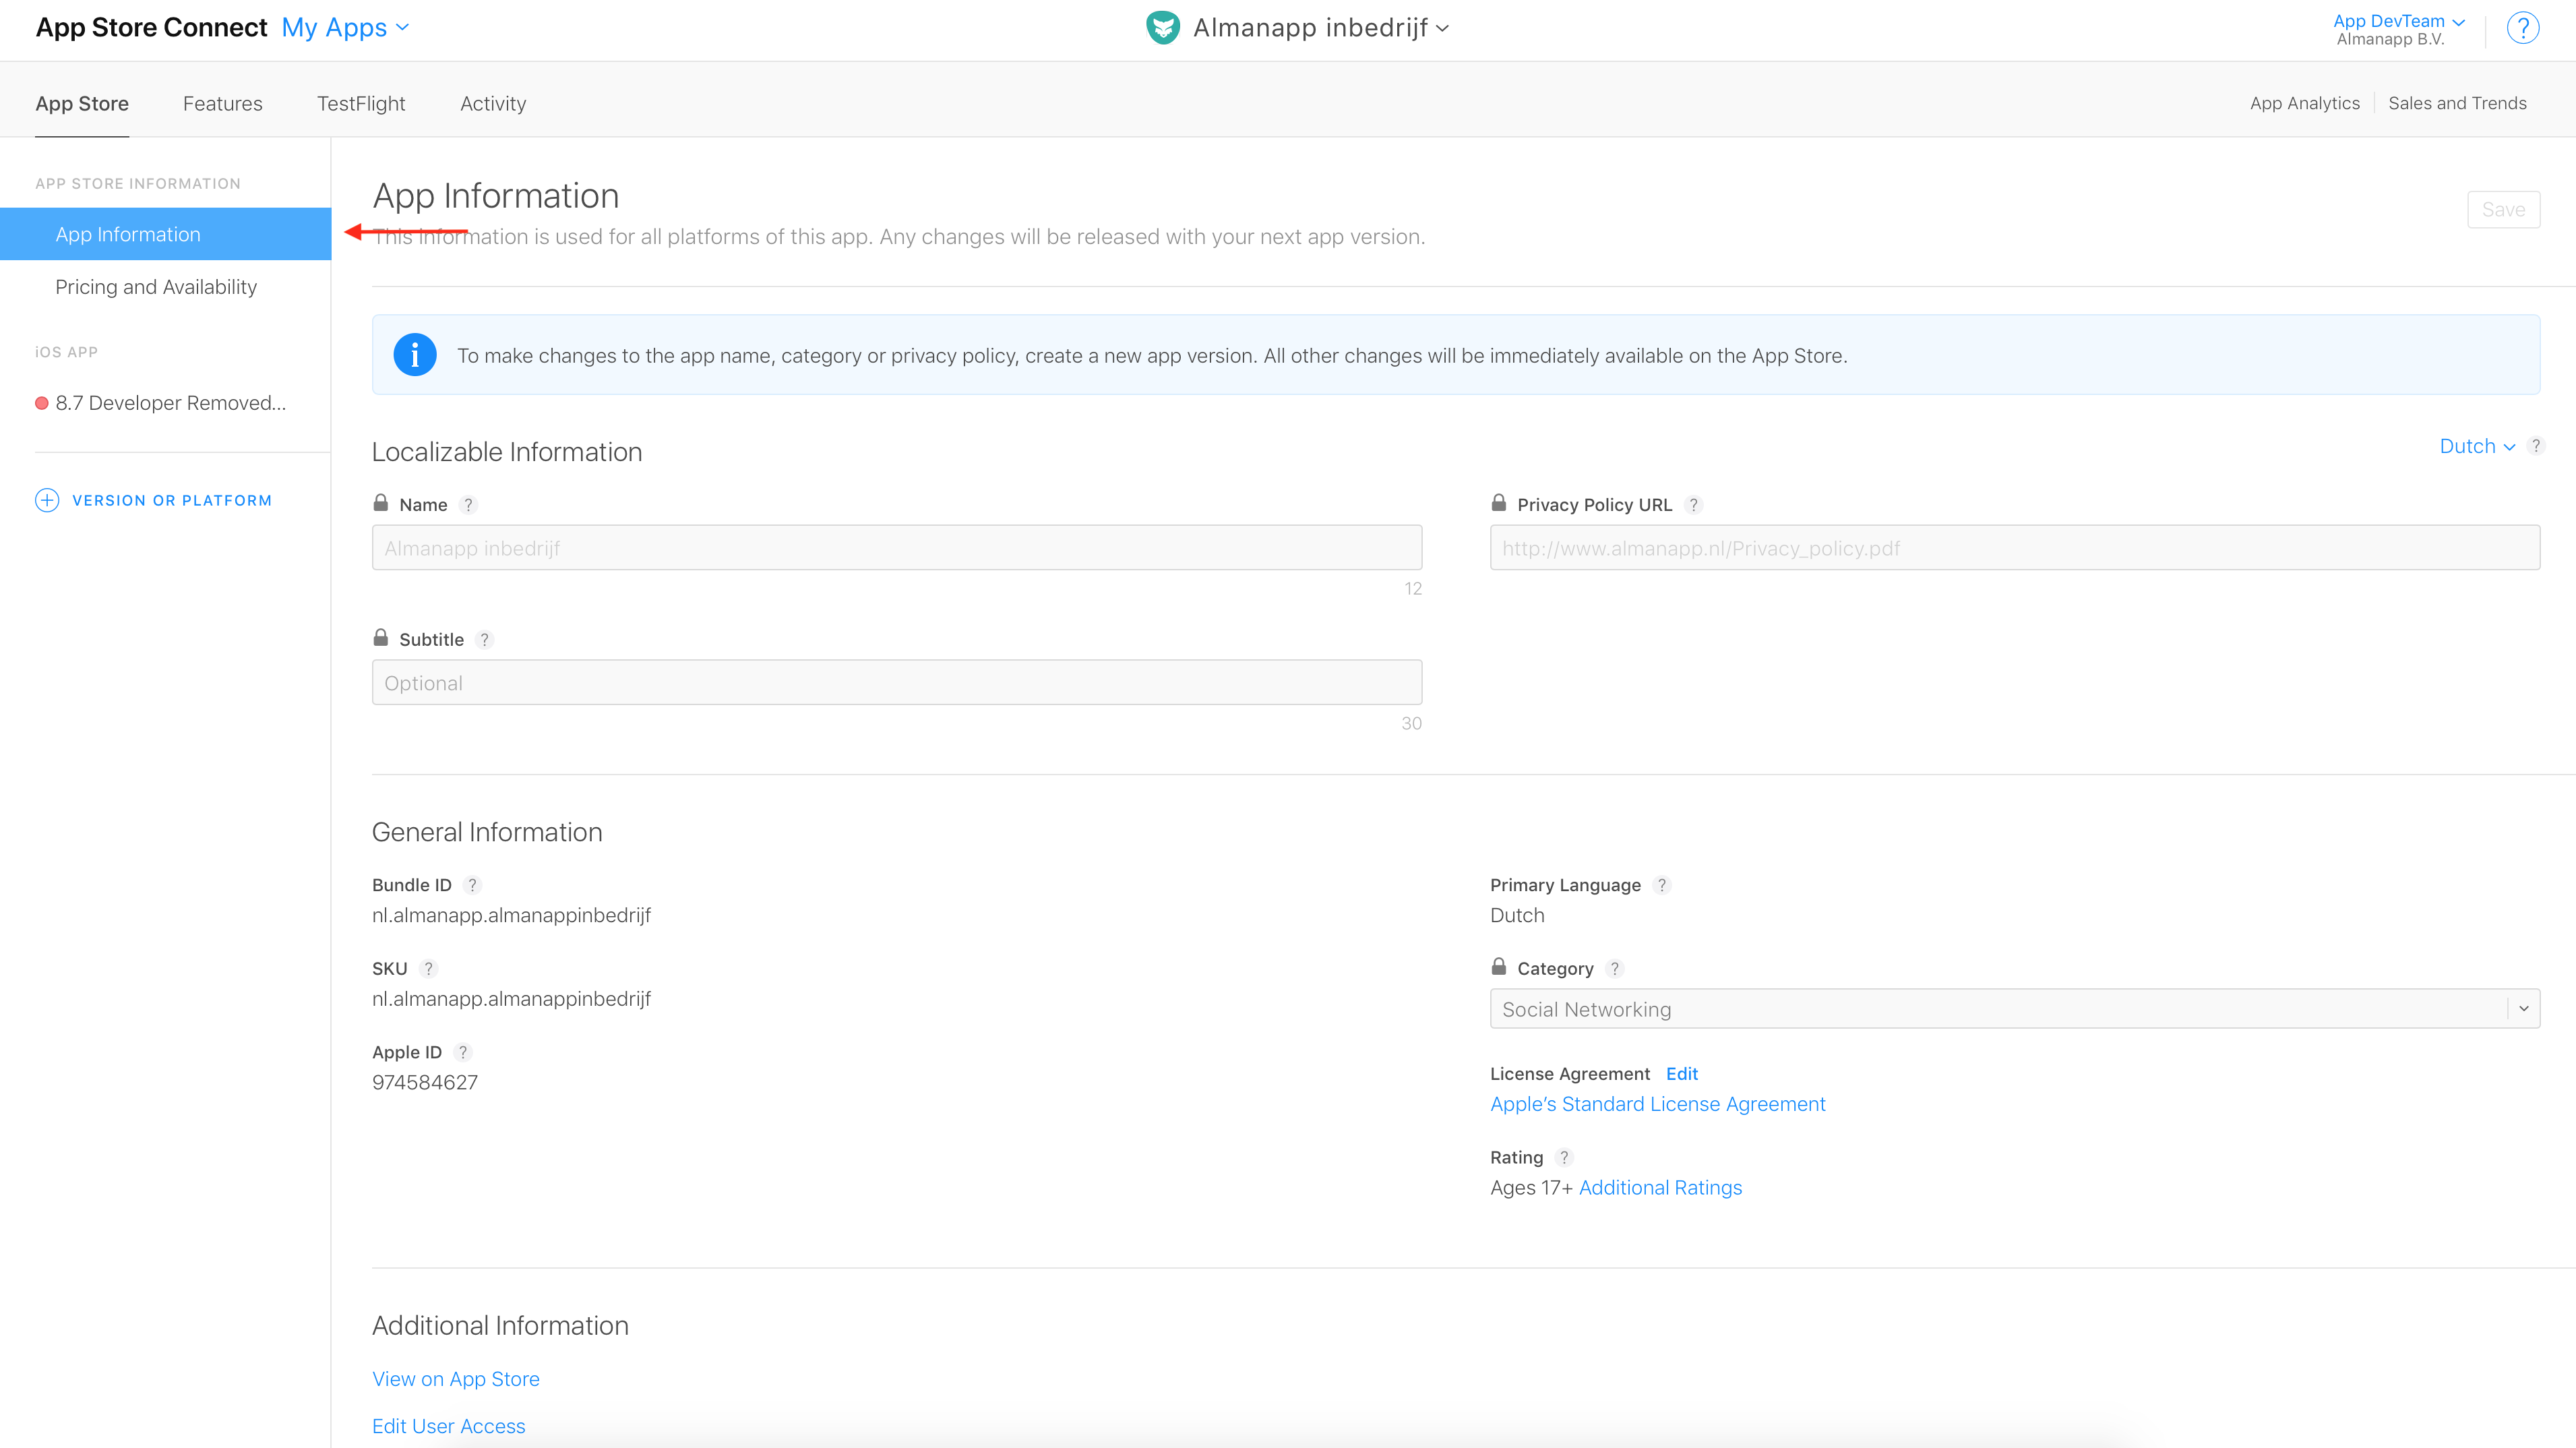 App Store Connect My Apps
Almanapp inbedrijf
App DevTeam
Almanapp B.V.
?
App Store Features TestFlight Activity
App Analytics Sales and Trends
APP STORE INFORMATION
App Information
Pricing and Availability
iOS APP
8.7 Developer Removed...
VERSION OR PLATFORM
App Information
Save
This information is used for all platforms of this app. Any changes will be released with your next app version.
To make changes to the app name, category or privacy policy, create a new app version. All other changes will be immediately available on the App Store.
Localizable Information
Dutch ?
Name ?
Almanapp inbedrijf
12
Privacy Policy URL ?
http://www.almanapp.nl/Privacy_policy.pdf
Subtitle ?
Optional
30
General Information
Bundle ID ?
nl.almanapp.almanappinbedrijf
SKU ?
nl.almanapp.almanappinbedrijf
Apple ID ?
974584627
Primary Language ?
Dutch
Category ?
Social Networking
License Agreement Edit
Apple’s Standard License Agreement
Rating ?
Ages 17+ Additional Ratings
Additional Information
View on App Store
Edit User Access